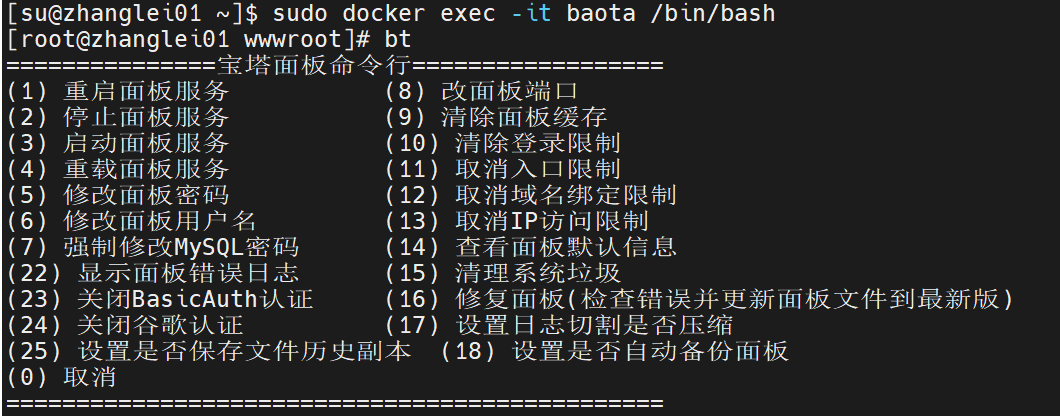 [su@zhanglei01 ~]$ sudo docker exec -it baota /bin/bash
[root@zhanglei01 wwwroot]# bt
===============宝塔面板命令行==================
(1) 重启面板服务 (8) 改面板端口
(2) 停止面板服务 (9) 清除面板缓存
(3) 启动面板服务 (10) 清除登录限制
(4) 重载面板服务 (11) 取消入口限制
(5) 修改面板密码 (12) 取消域名绑定限制
(6) 修改面板用户名 (13) 取消IP访问限制
(7) 强制修改MySQL密码 (14) 查看面板默认信息
(22) 显示面板错误日志 (15) 清理系统垃圾
(23) 关闭BasicAuth认证 (16) 修复面板(检查错误并更新面板文件到最新版)
(24) 关闭谷歌认证 (17) 设置日志切割是否压缩
(25) 设置是否保存文件历史副本 (18) 设置是否自动备份面板
(0) 取消
===============================================